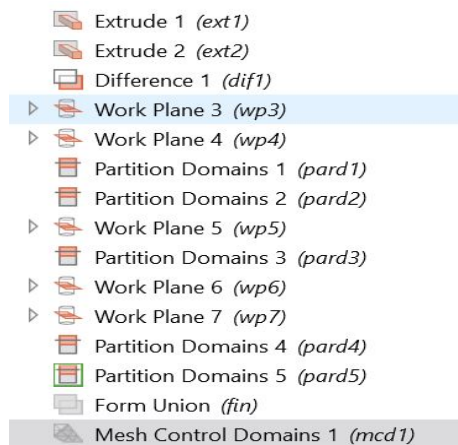 Extrude 1 (ext1)
Extrude 2 (ext2)
Difference 1 (dif1)
Work Plane 3 (wp3)
Work Plane 4 (wp4)
Partition Domains 1 (pard1)
Partition Domains 2 (pard2)
Work Plane 5 (wp5)
Partition Domains 3 (pard3)
Work Plane 6 (wp6)
Work Plane 7 (wp7)
Partition Domains 4 (pard4)
Partition Domains 5 (pard5)
Form Union (fin)
Mesh Control Domains 1 (mcd1)